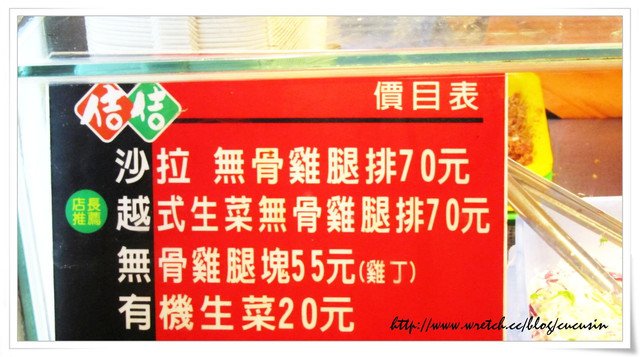 佶佶
價目表
沙拉 無骨雞腿排70元
店長推薦
越式生菜無骨雞腿排70元
無骨雞腿塊55元(雞丁)
有機生菜20元
http://www.wretch.cc/blog/cucusin